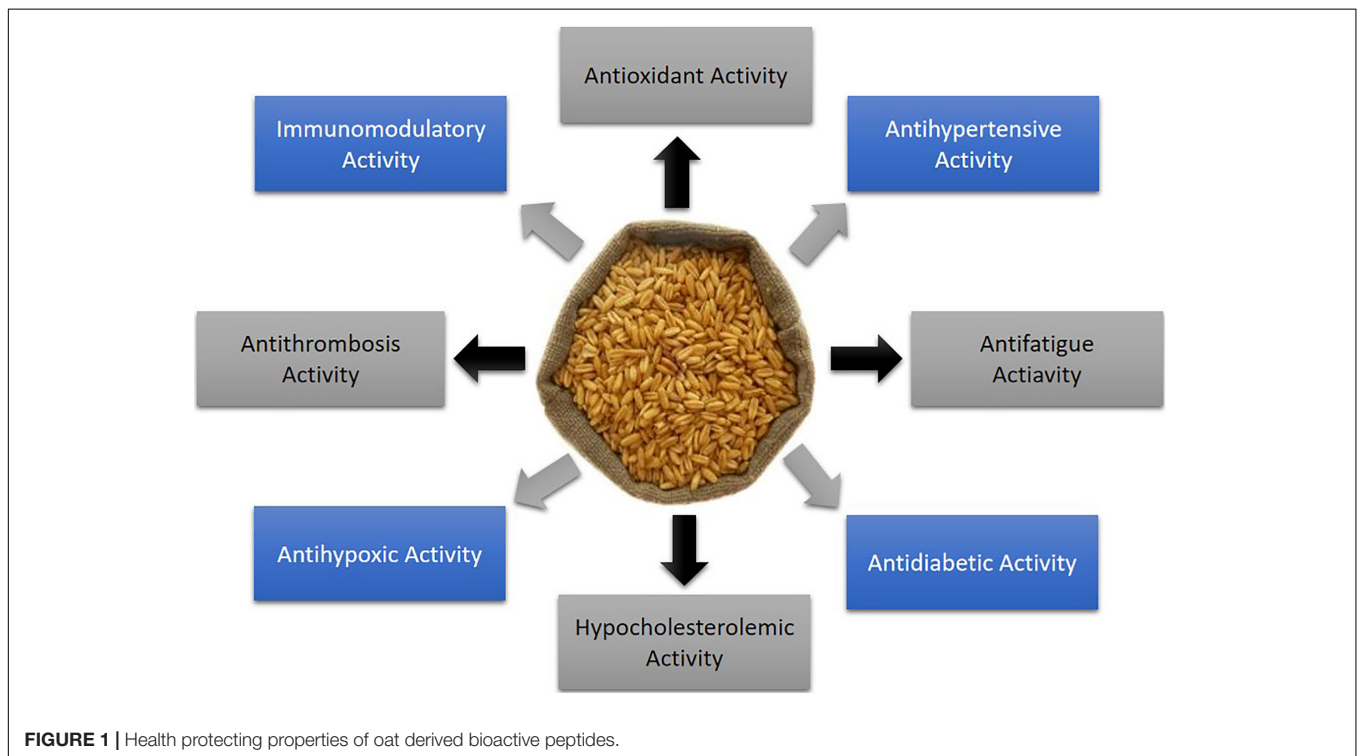 Antioxidant Activity
Immunomodulatory
Activity
Antihypertensive
Activity
Antithrombosis
Activity
Antifatigue
Actiavity
Antihypoxic Activity
Antidiabetic Activity
Hypocholesterolemic
Activity
FIGURE 1 | Health protecting properties of oat derived bioactive peptides.